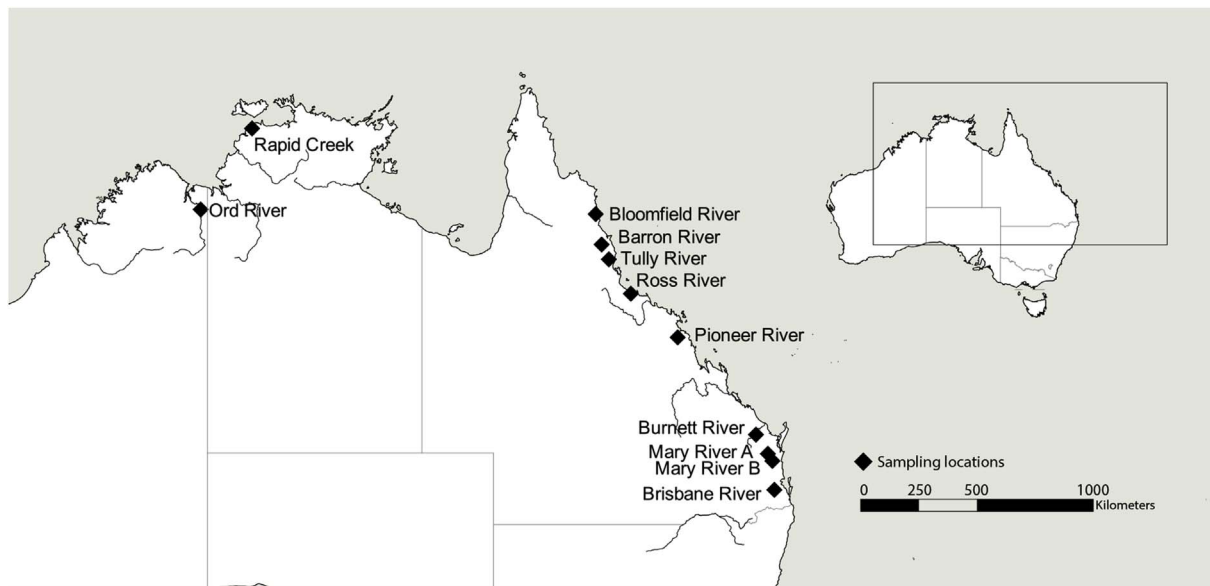 Rapid Creek
Ord River
Bloomfield River
Barron River
Tully River
Ross River
Pioneer River
Burnett River
Mary River A
Mary River B
Brisbane River
Sampling locations
0 250 500 1000
Kilometers